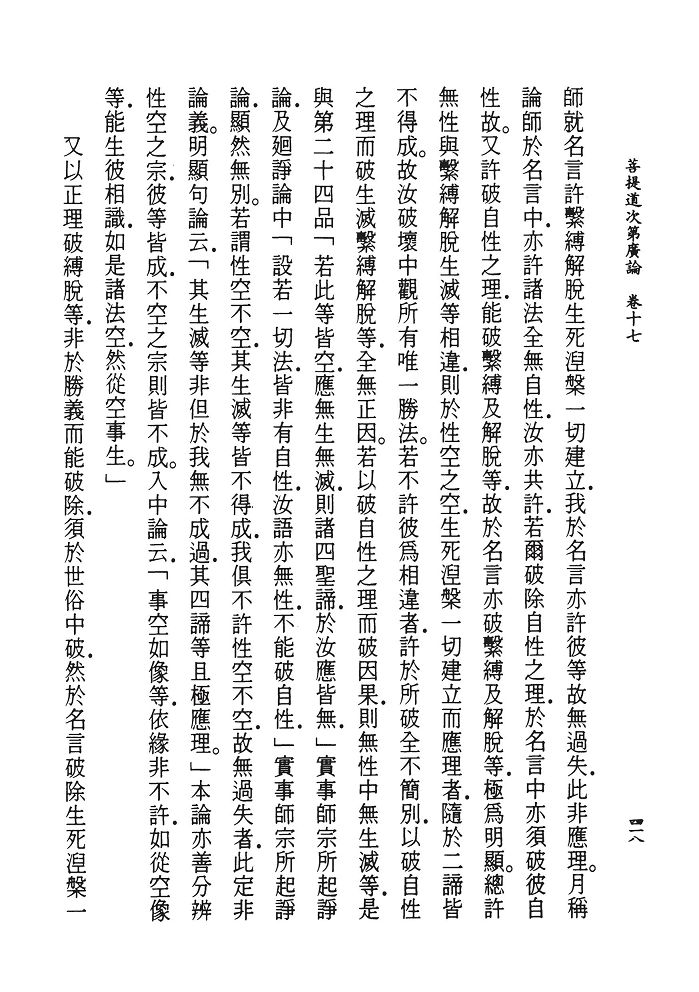 菩提道次第廣論　卷十七
四一八
師就名言許繫縛解脫生死涅槃一切建立．我於名言亦許彼等故無過失．此非應理。月稱
論師於名言中．亦許諸法全無自性．汝亦共許．若爾破除自性之理．於名言中亦須破彼自
性故。又許破自性之理．能破繫縛及解脫等．故於名言亦破繫縛及解脫等．極為明顯。總許
無性與繫縛解脫生滅等相違．則於性空之空．生死涅槃一切建立而應理者．隨於二諦皆
不得成．故汝破壞中觀所有唯一勝法。若不許彼爲相違者．許於所破全不簡別．以破自性
之理而破生滅繫縛解脫等．全無正因。若以破自性之理而破因果．則無性中無生滅等．是
與第二十四品「若此等皆空．應無生無滅．則諸四聖諦．於汝應皆無．」實事師宗所起諍
論．及廻諍論中「設若一切法．皆非有自性．汝語亦無性．不能破自性．」實事師宗所起諍
論．顯然無別。若謂性空不空．其生滅等皆不得成．我俱不許性空不空．故無過失者．此定非
論義。明顯句論云．「其生滅等非但於我無不成過．其四諦等且極應理。」本論亦善分辨
性空之宗．彼等皆成．不空之宗則皆不成。入中論云．「事空如像等．依緣非不許．如從空像
等．能生彼相識．如是諸法空．然從空事生。」
又以正理破縛脫等．非於勝義而能破除．須於世俗中破．然於名言破除生死涅槃一